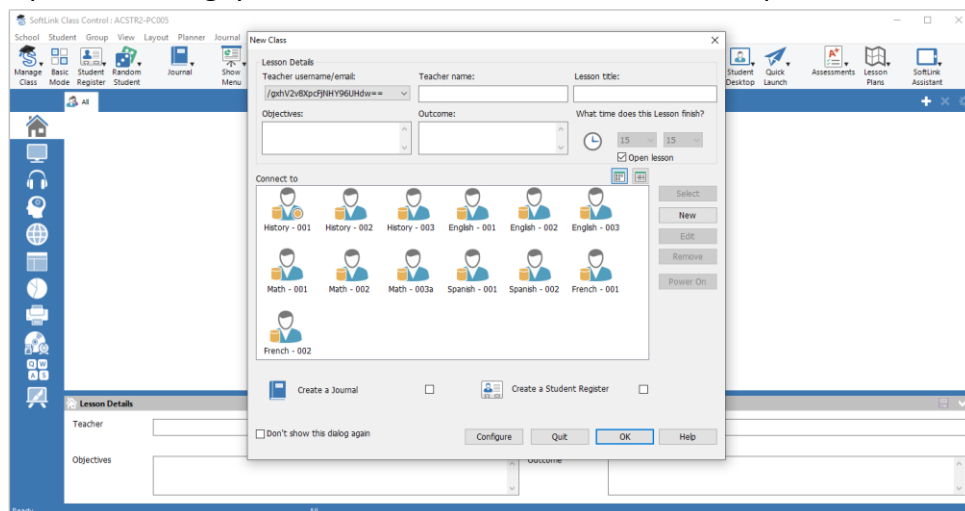 SoftLink Class Control : ACSTR2-PC005
School Student Group View Layout Planner Journal
Manage Class
Basic Mode
Student Register
Random Student
Journal
Show Menu
Student Desktop
Quick Launch
Assessments
Lesson Plans
SoftLink Assistant
All
New Class
Lesson Details
Teacher username/email: Teacher name: Lesson title:
/gxhV2v8XpcFJNHY96UHdw==
Objectives: Outcome: What time does this Lesson finish?
15 15
Open lesson
Connect to
Select
New
Edit
Remove
Power On
History - 001 History - 002 History - 003 English - 001 English - 002 English - 003
Math - 001 Math - 002 Math - 003a Spanish - 001 Spanish - 002 French - 001
French - 002
Create a Journal Create a Student Register
Don't show this dialog again Configure Quit OK Help
Lesson Details
Teacher
Objectives Outcome
Ready All